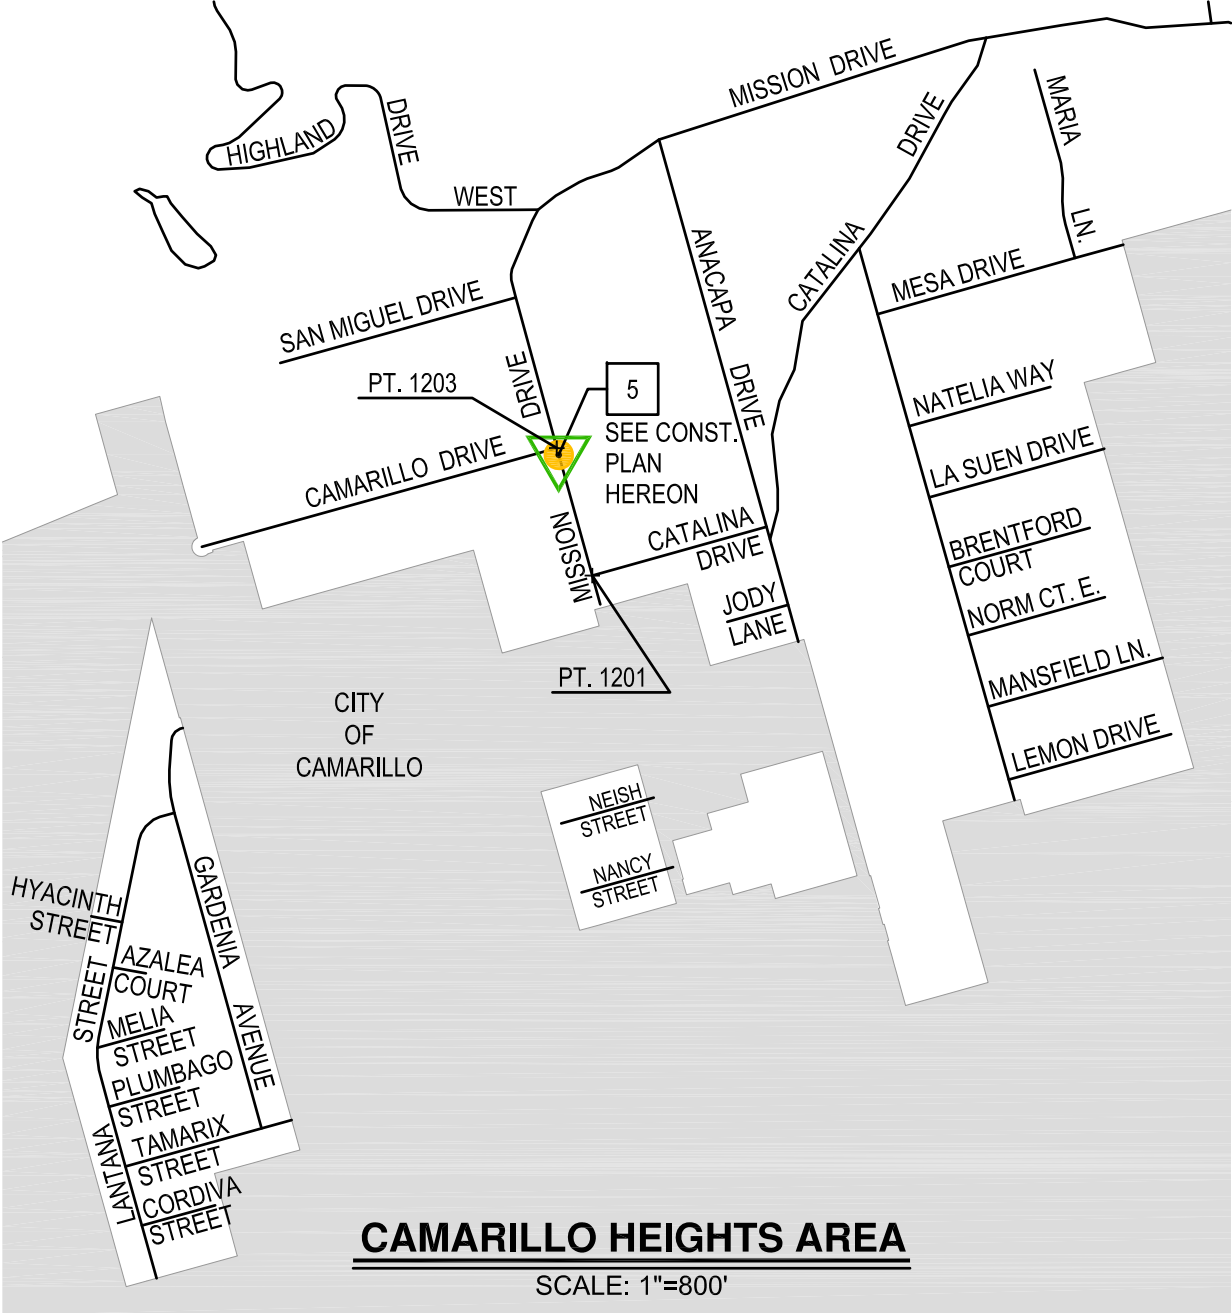 MISSION DRIVE
DRIVE
HIGHLAND
WEST
CATALINA DRIVE
MARIA LN.
ANACAPA DRIVE
MESA DRIVE
SAN MIGUEL DRIVE
MISSION DRIVE
PT. 1203
5
SEE CONST.
PLAN
HEREON
NATELIA WAY
CAMARILLO DRIVE
LA SUEN DRIVE
CATALINA
DRIVE
BRENTFORD
COURT
JODY
LANE
NORM CT. E.
PT. 1201
MANSFIELD LN.
CITY
OF
CAMARILLO
LEMON DRIVE
NEISH
STREET
NANCY
STREET
HYACINTH
STREET
GARDENIA AVENUE
AZALEA
COURT
LANTANA STREET
MELIA
STREET
PLUMBAGO
STREET
TAMARIX
STREET
CORDIVA
STREET
CAMARILLO HEIGHTS AREA
SCALE: 1"=800'